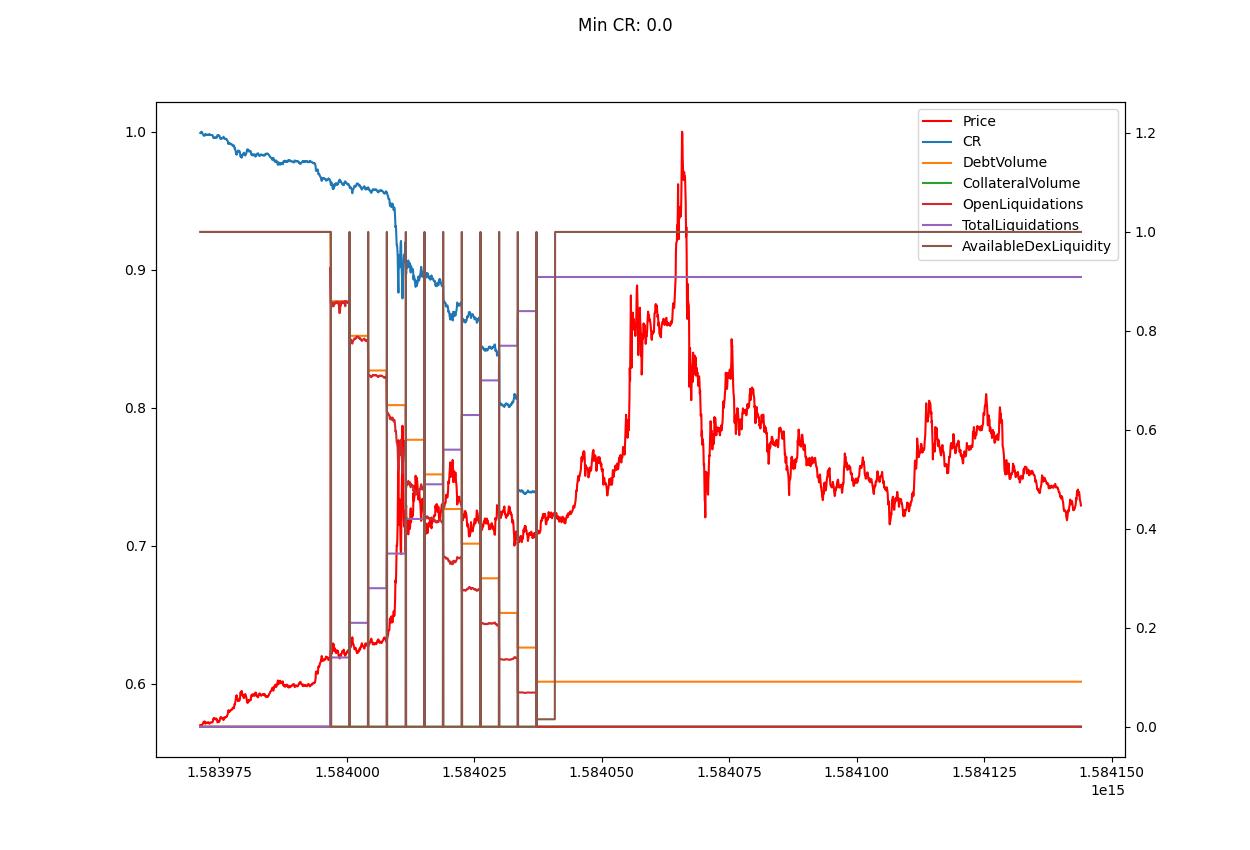 Min CR: 0.0
Price
CR
DebtVolume
CollateralVolume
OpenLiquidations
TotalLiquidations
AvailableDexLiquidity
1.0
0.9
0.8
0.7
0.6
1.2
1.0
0.8
0.6
0.4
0.2
0.0
1.583975 1.584000 1.584025 1.584050 1.584075 1.584100 1.584125 1.584150
1e15